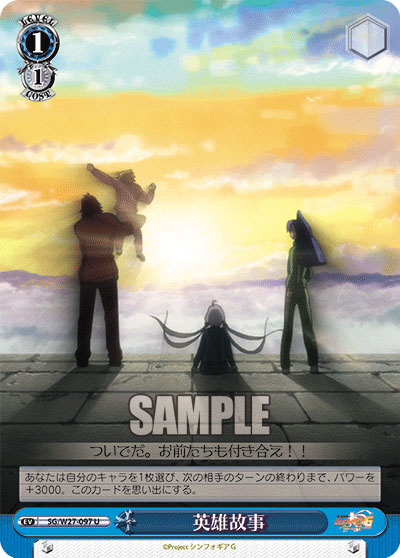 LEVEL
1
1
COST
SAMPLE
ついでだ。お前たちも付き合え!!
あなたは自分のキャラを1枚選び、次の相手のターンの終わりまで、パワーを
+3000。このカードを思い出にする。
EV
SG/W27-097 U
英雄故事
©Project シンフォギアG